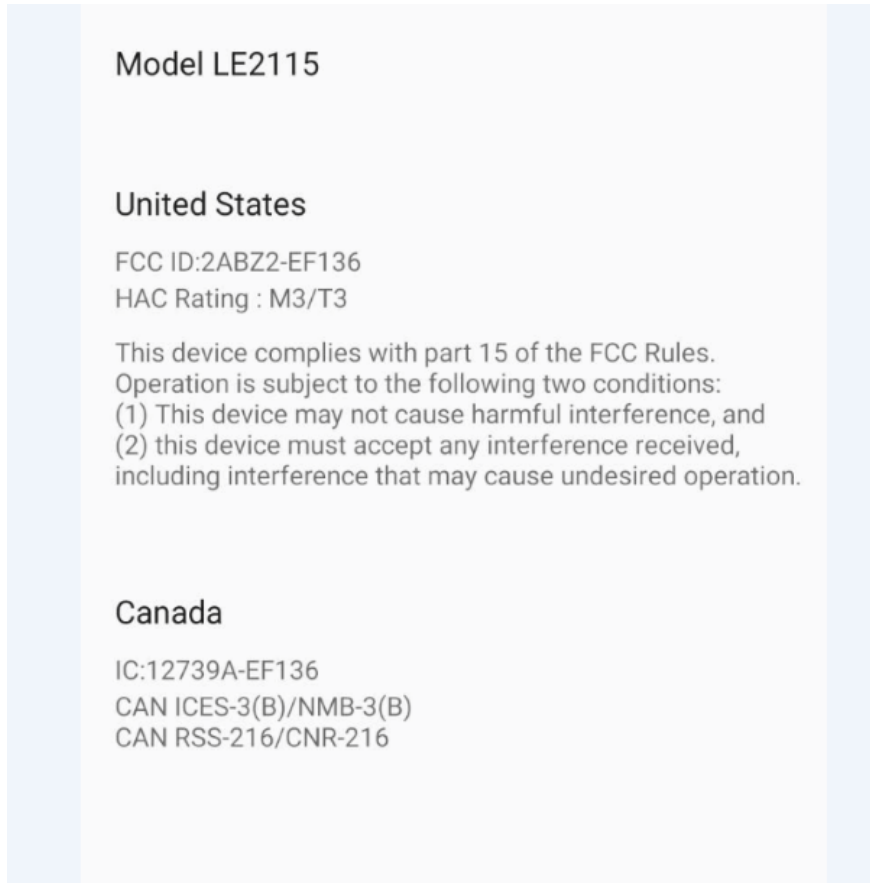 Model LE2115
United States
FCC ID:2ABZ2-EF136
HAC Rating : M3/T3
This device complies with part 15 of the FCC Rules.
Operation is subject to the following two conditions:
(1) This device may not cause harmful interference, and
(2) this device must accept any interference received,
including interference that may cause undesired operation.
Canada
IC:12739A-EF136
CAN ICES-3(B)/NMB-3(B)
CAN RSS-216/CNR-216